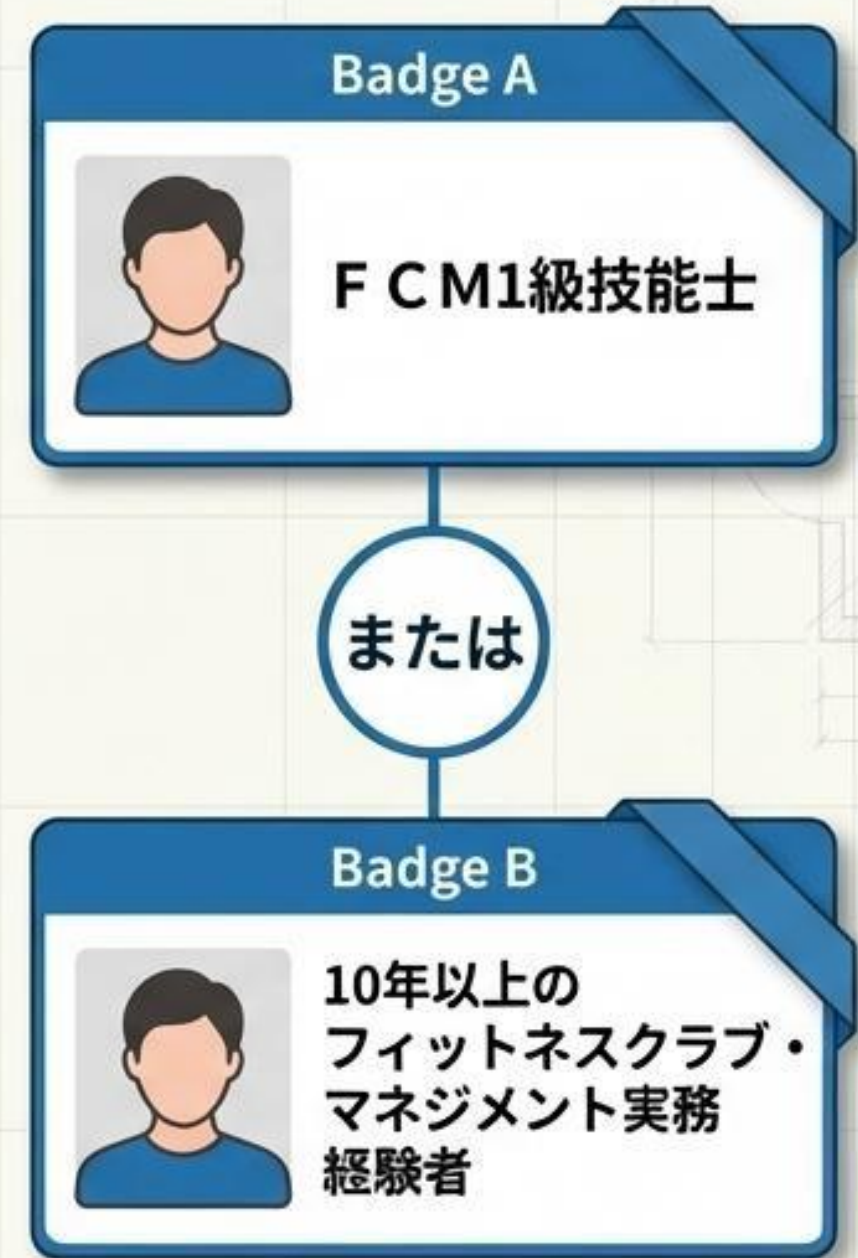 Badge A
ＦＣＭ1級技能士
または
Badge B
10年以上の
フィットネスクラブ・
マネジメント実務
経験者